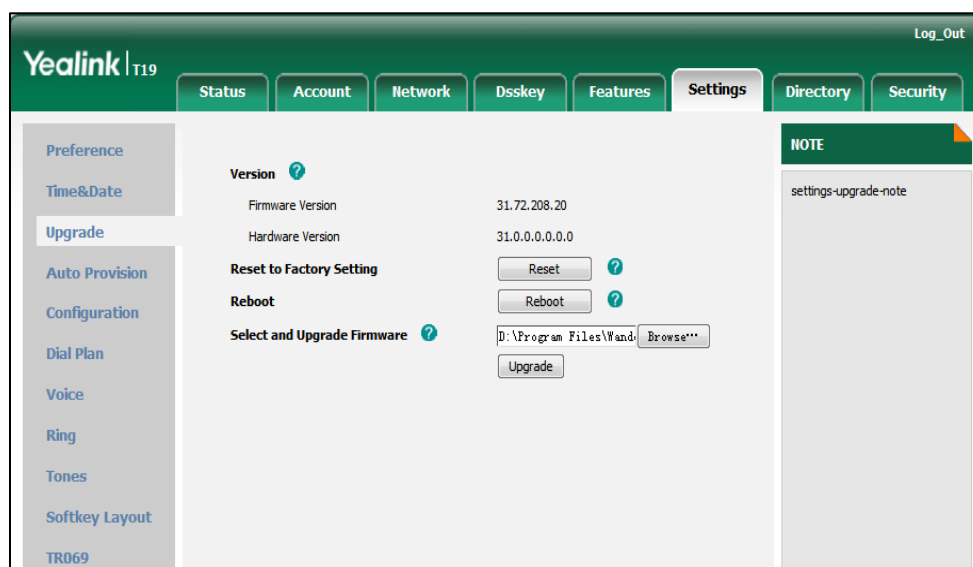 Log_Out
Yealink T19
Status Account Network Dsskey Features Settings Directory Security
Preference
Time&Date
Upgrade
Auto Provision
Configuration
Dial Plan
Voice
Ring
Tones
Softkey Layout
TR069
Version ?
Firmware Version 31.72.208.20
Hardware Version 31.0.0.0.0.0.0
Reset to Factory Setting Reset ?
Reboot Reboot ?
Select and Upgrade Firmware ? D:\Program Files\Wand Browse...
Upgrade
NOTE
settings-upgrade-note